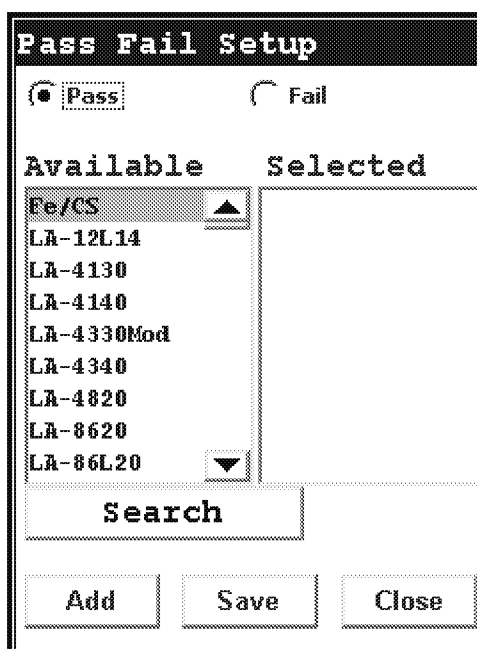 Pass Fail Setup
Pass Fail
Available Selected
Fe/CS
LA-12L14
LA-4130
LA-4140
LA-4330Mod
LA-4340
LA-4820
LA-8620
LA-86L20
Search
Add Save Close